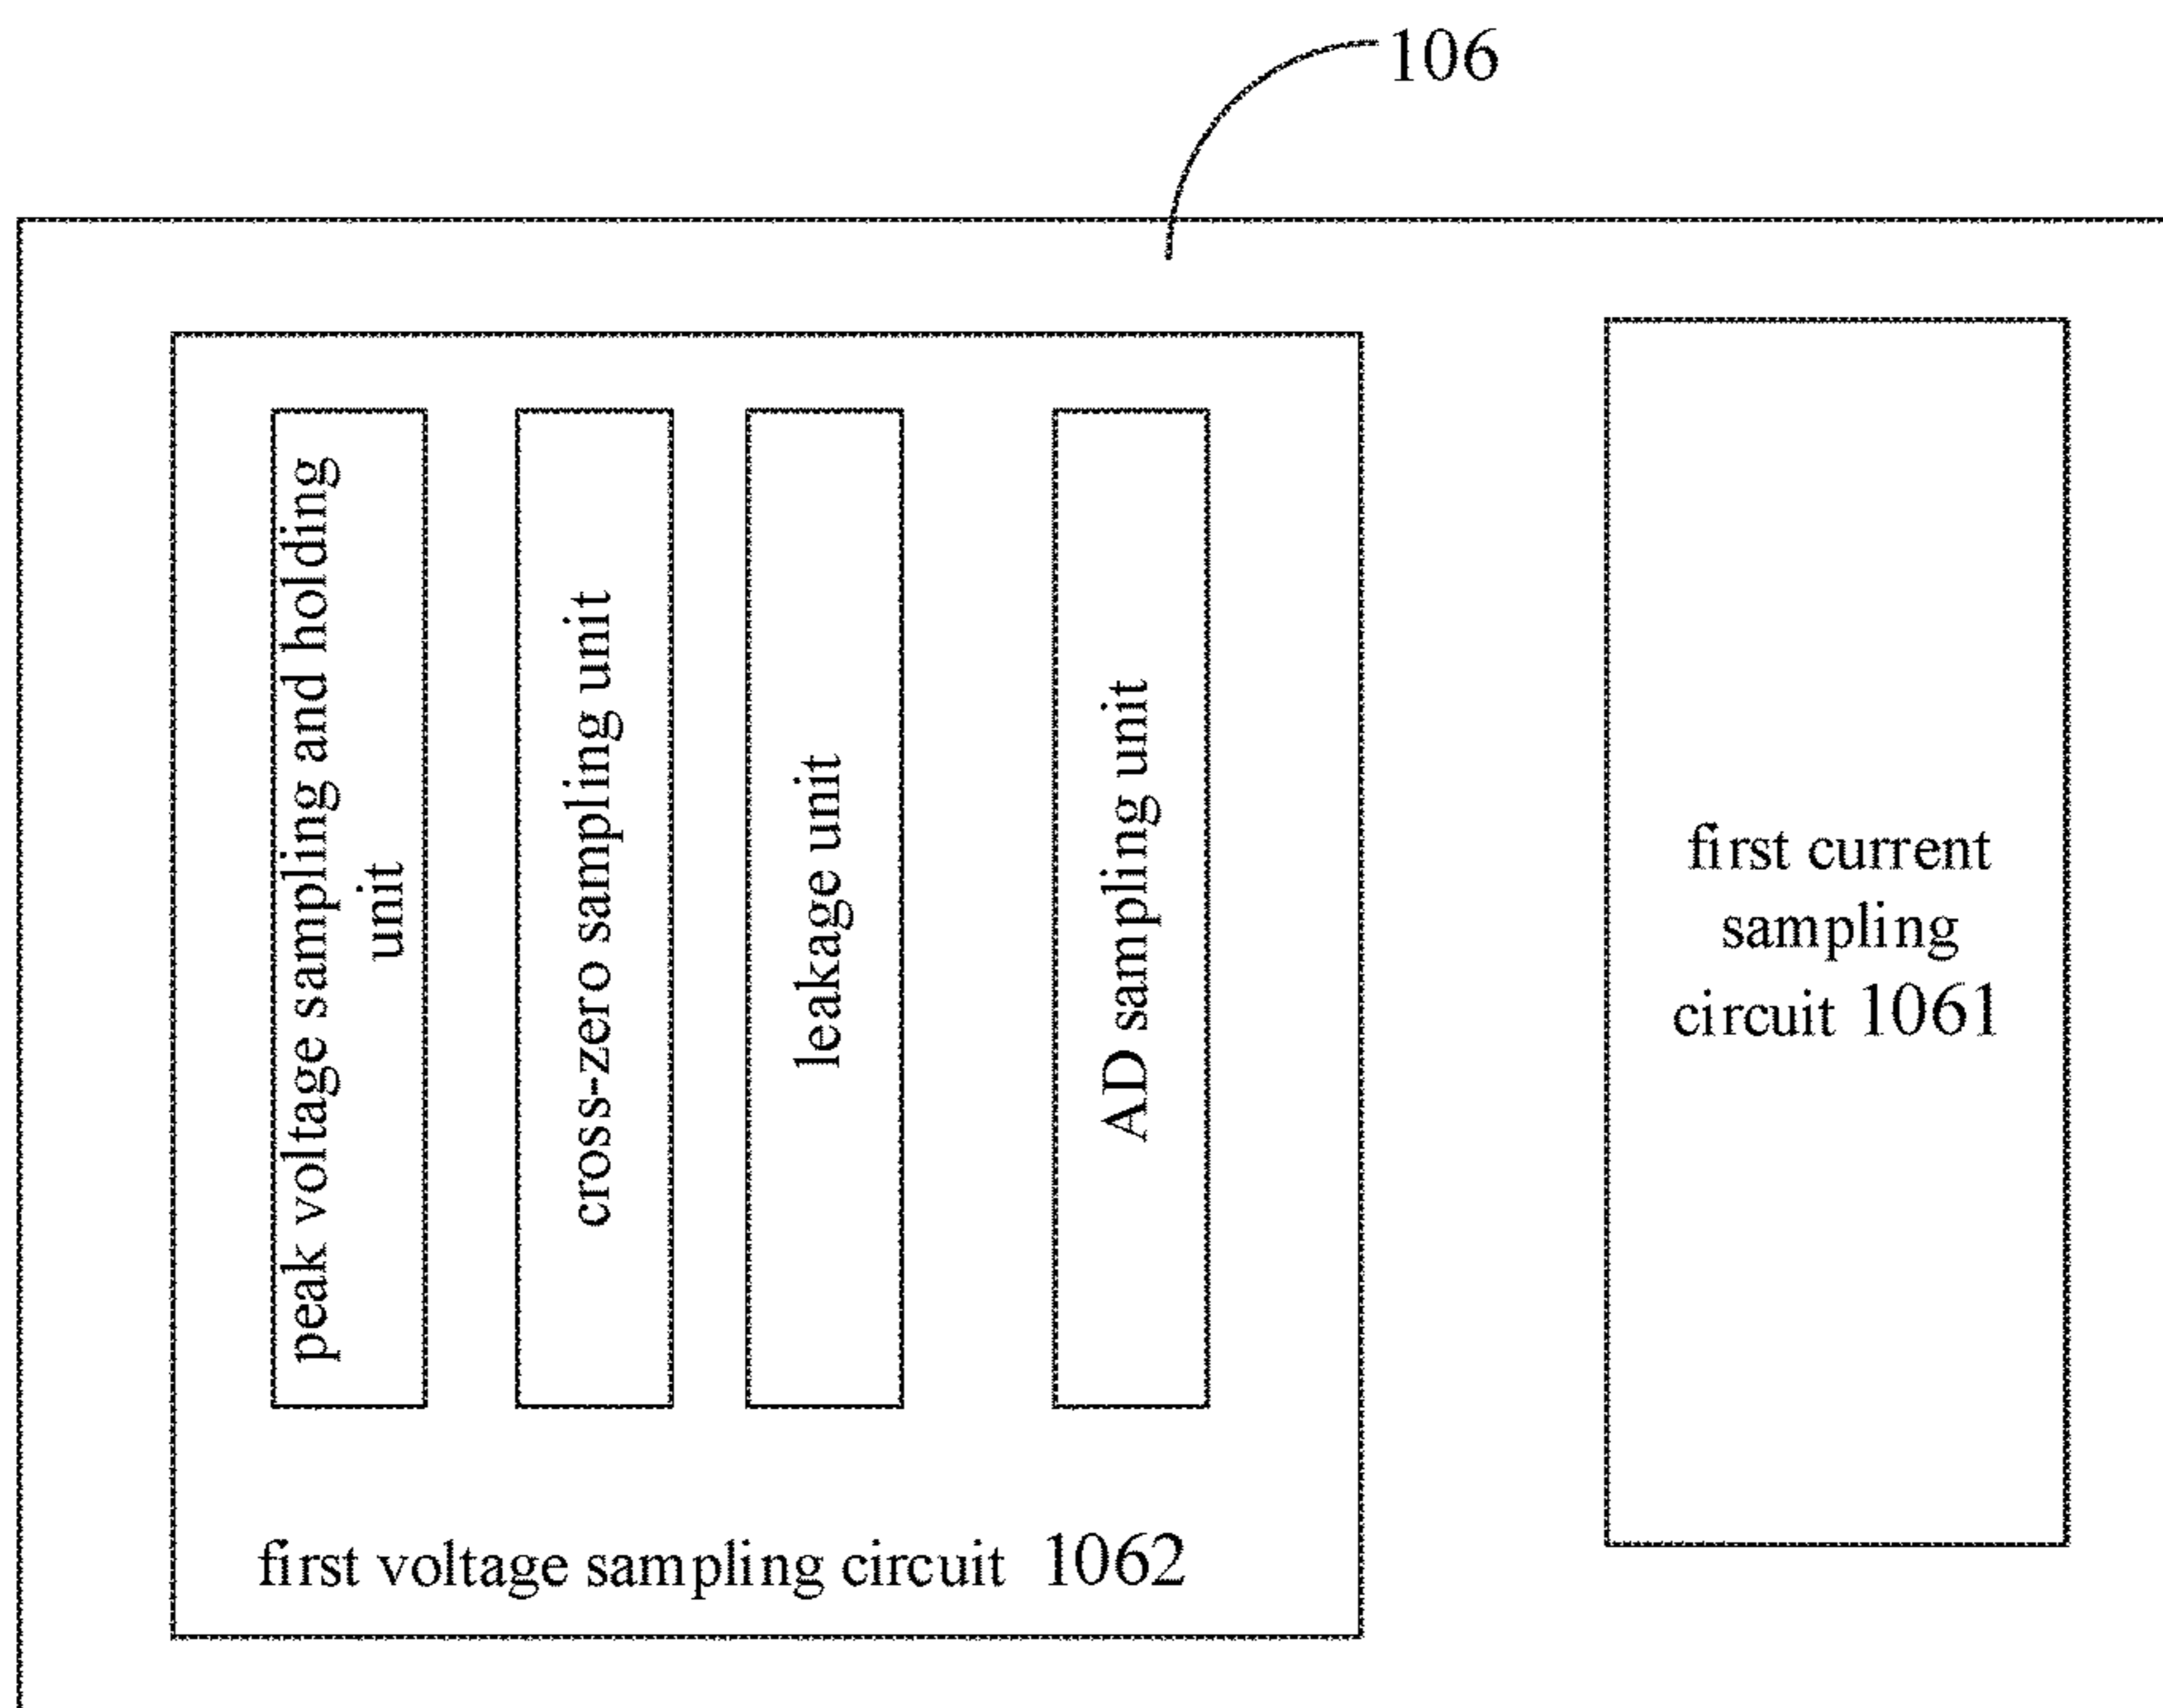 106
peak voltage sampling and holding
unit
cross-zero sampling unit
leakage unit
AD sampling unit
first voltage sampling circuit 1062
first current
sampling
circuit 1061